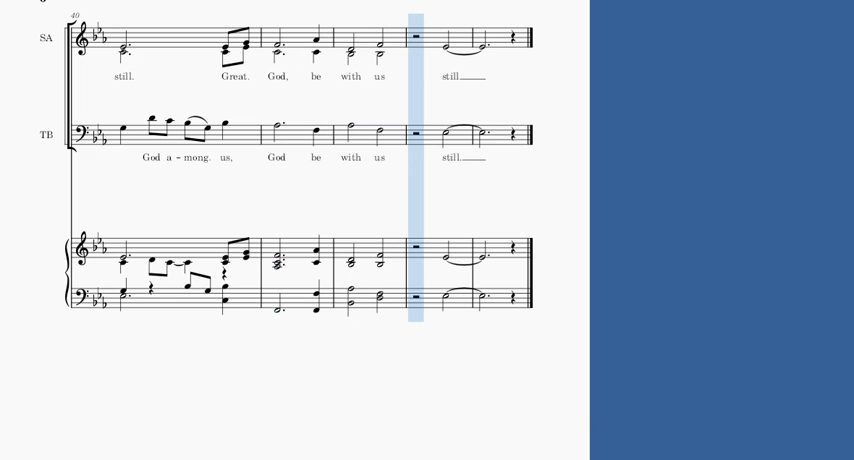 40
SA
still. Great. God, be with us still.
TB
God a - mong. us, God be with us still.